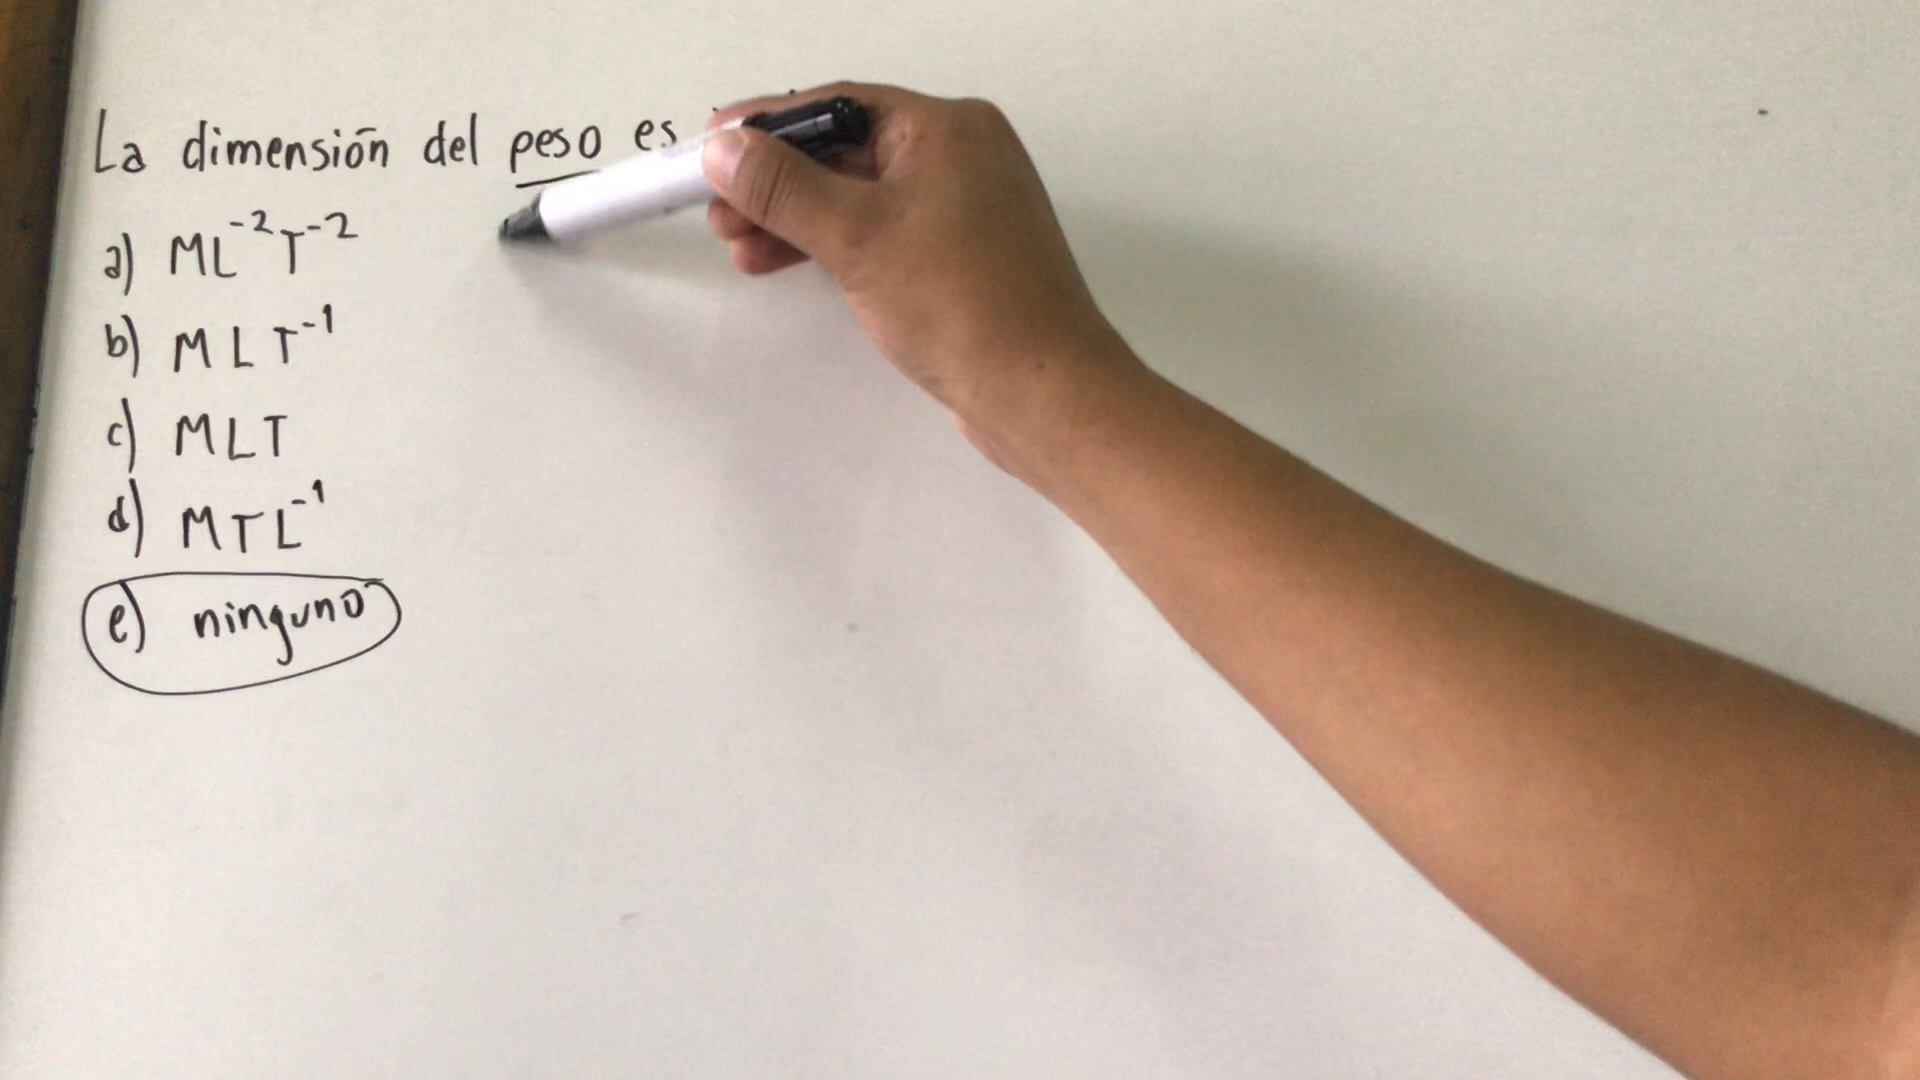 La dimensión del peso es
a) ML⁻²T⁻²
b) MLT⁻¹
c) MLT
d) MTL⁻¹
e) ninguno